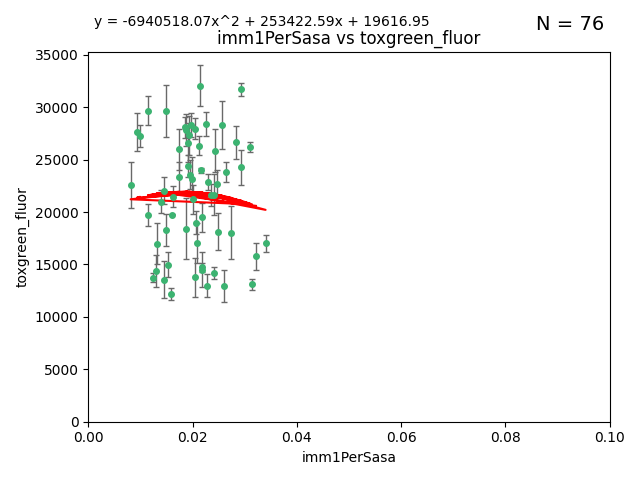 y = -6940518.07x^2 + 253422.59x + 19616.95
N = 76
imm1PerSasa vs toxgreen_fluor
35000
30000
25000
20000
15000
10000
5000
0
toxgreen_fluor
0.00 0.02 0.04 0.06 0.08 0.10
imm1PerSasa